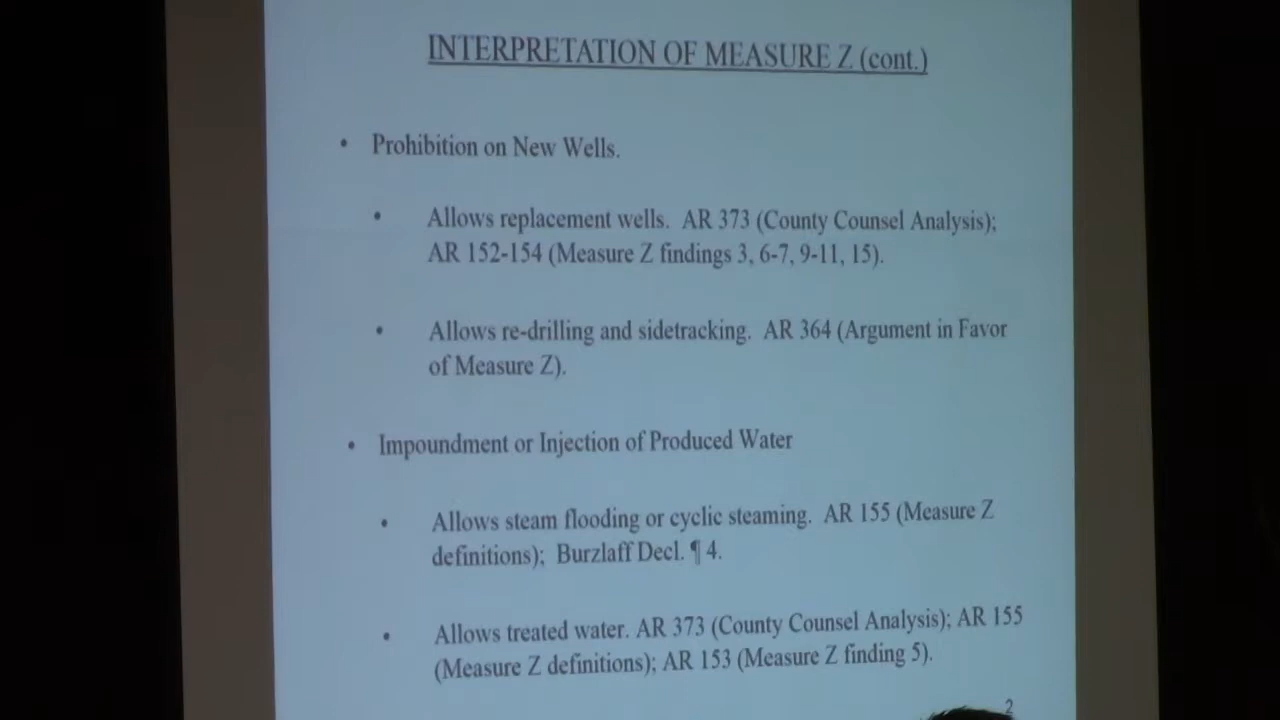 INTERPRETATION OF MEASURE Z (cont.)
• Prohibition on New Wells.
• Allows replacement wells. AR 373 (County Counsel Analysis);
AR 152-154 (Measure Z findings 3, 6-7, 9-11, 15).
• Allows re-drilling and sidetracking. AR 364 (Argument in Favor
of Measure Z).
• Impoundment or Injection of Produced Water
• Allows steam flooding or cyclic steaming. AR 155 (Measure Z
definitions); Burzlaff Decl. ¶ 4.
• Allows treated water. AR 373 (County Counsel Analysis); AR 155
(Measure Z definitions); AR 153 (Measure Z finding 5).
2